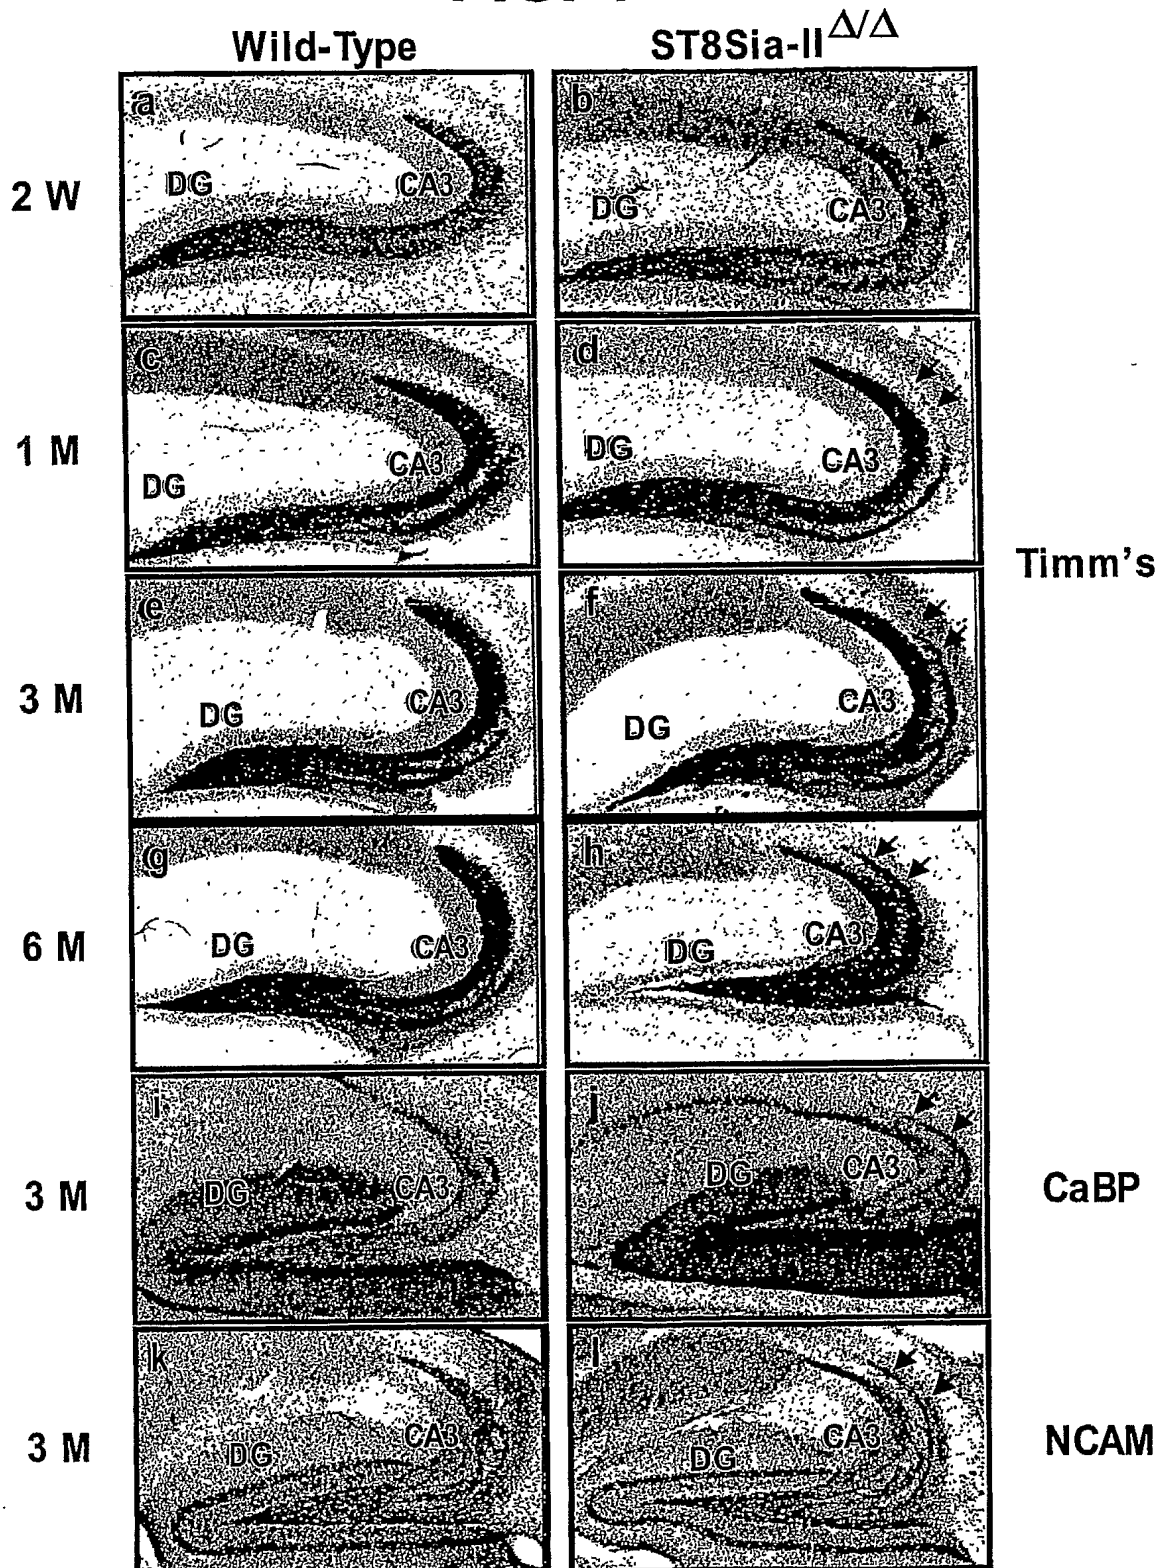 Wild-Type ST8Sia-II Δ/Δ
a b
2 W DG CA3 DG CA3
c d
1 M DG CA3 DG CA3
Timm's
e f
3 M DG CA3 DG CA3
g h
6 M DG CA3 DG CA3
i j
3 M DG CA3 DG CA3 CaBP
k l
3 M DG CA3 DG CA3 NCAM